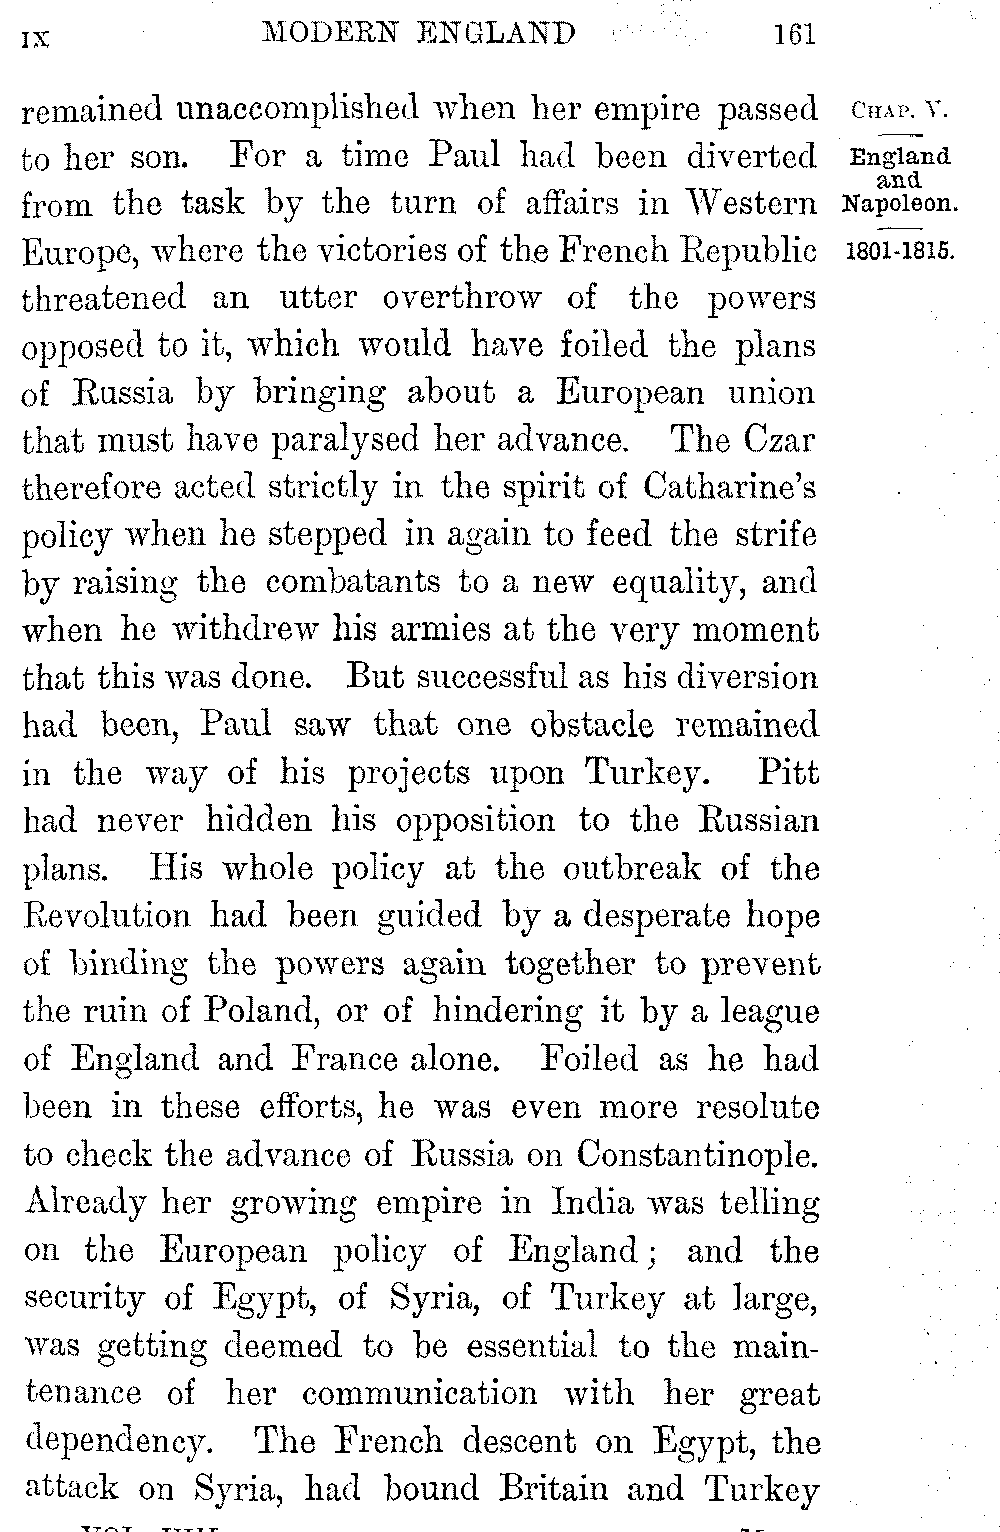 IX MODERN ENGLAND 161
remained unaccomplished when her empire passed
to her son. For a time Paul had been diverted
from the task by the turn of affairs in Western
Europe, where the victories of the French Republic
threatened an utter overthrow of the powers
opposed to it, which would have foiled the plans
of Russia by bringing about a European union
that must have paralysed her advance. The Czar
therefore acted strictly in the spirit of Catharine's
policy when he stepped in again to feed the strife
by raising the combatants to a new equality, and
when he withdrew his armies at the very moment
that this was done. But successful as his diversion
had been, Paul saw that one obstacle remained
in the way of his projects upon Turkey. Pitt
had never hidden his opposition to the Russian
plans. His whole policy at the outbreak of the
Revolution had been guided by a desperate hope
of binding the powers again together to prevent
the ruin of Poland, or of hindering it by a league
of England and France alone. Foiled as he had
been in these efforts, he was even more resolute
to check the advance of Russia on Constantinople.
Already her growing empire in India was telling
on the European policy of England; and the
security of Egypt, of Syria, of Turkey at large,
was getting deemed to be essential to the main-
tenance of her communication with her great
dependency. The French descent on Egypt, the
attack on Syria, had bound Britain and Turkey
CHAP. V.
England
and
Napoleon.
1801-1815.